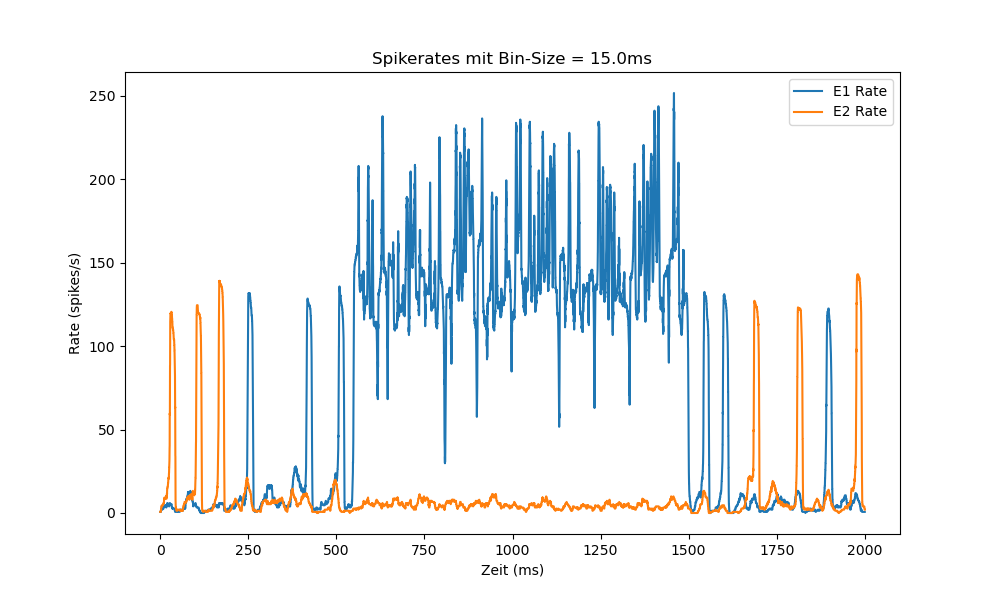 Spikerates mit Bin-Size = 15.0ms
E1 Rate
E2 Rate
Rate (spikes/s)
250
200
150
100
50
0
0 250 500 750 1000 1250 1500 1750 2000
Zeit (ms)